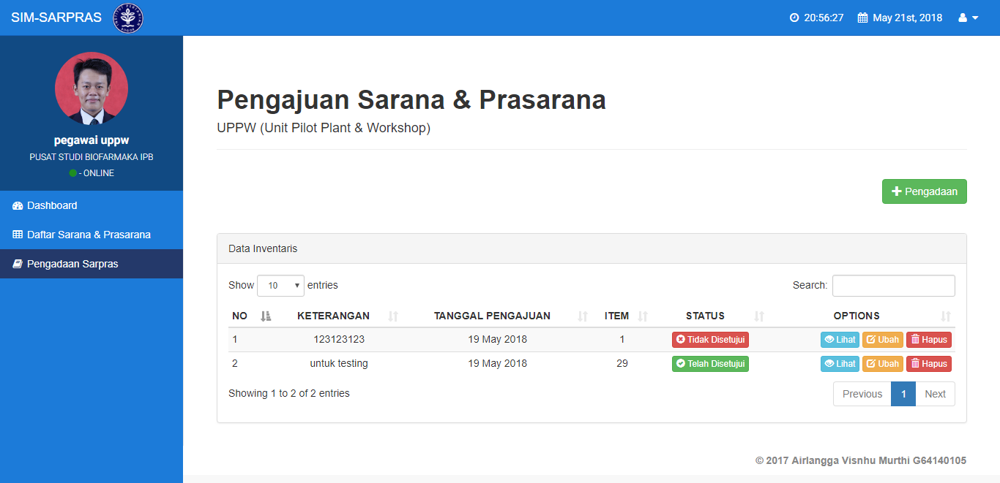 SIM-SARPRAS
INSTITUT PERTANIAN BOGOR
20:56:27 May 21st, 2018
pegawai uppw
PUSAT STUDI BIOFARMAKA IPB
- ONLINE
Dashboard
Daftar Sarana & Prasarana
Pengadaan Sarpras
Pengajuan Sarana & Prasarana
UPPW (Unit Pilot Plant & Workshop)
Pengadaan
Data Inventaris
Show 10 entries Search:
NO KETERANGAN TANGGAL PENGAJUAN ITEM STATUS OPTIONS
1 123123123 19 May 2018 1 Tidak Disetujui Lihat Ubah Hapus
2 untuk testing 19 May 2018 29 Telah Disetujui Lihat Ubah Hapus
Showing 1 to 2 of 2 entries Previous 1 Next
© 2017 Airlangga Visnhu Murthi G64140105